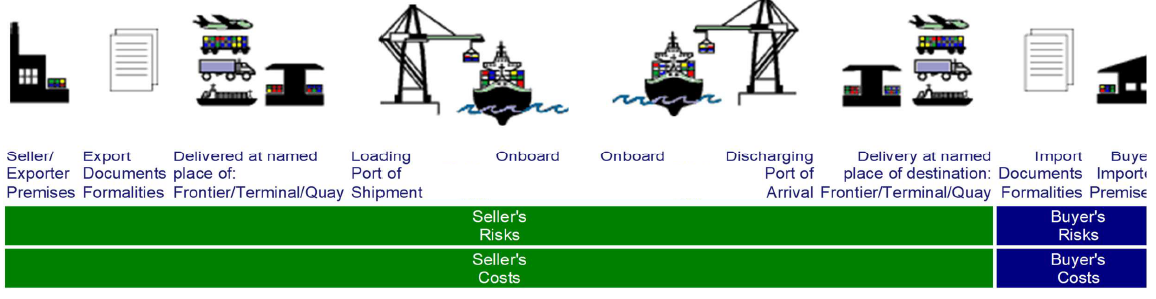 Seller/
Exporter
Premises
Export
Documents
Formalities
Delivered at named
place of:
Frontier/Terminal/Quay
Loading
Port of
Shipment
Onboard
Onboard
Discharging
Port of
Arrival
Delivery at named
place of destination:
Frontier/Terminal/Quay
Import
Documents
Formalities
Buye
Importe
Premise
Seller's
Risks
Buyer's
Risks
Seller's
Costs
Buyer's
Costs